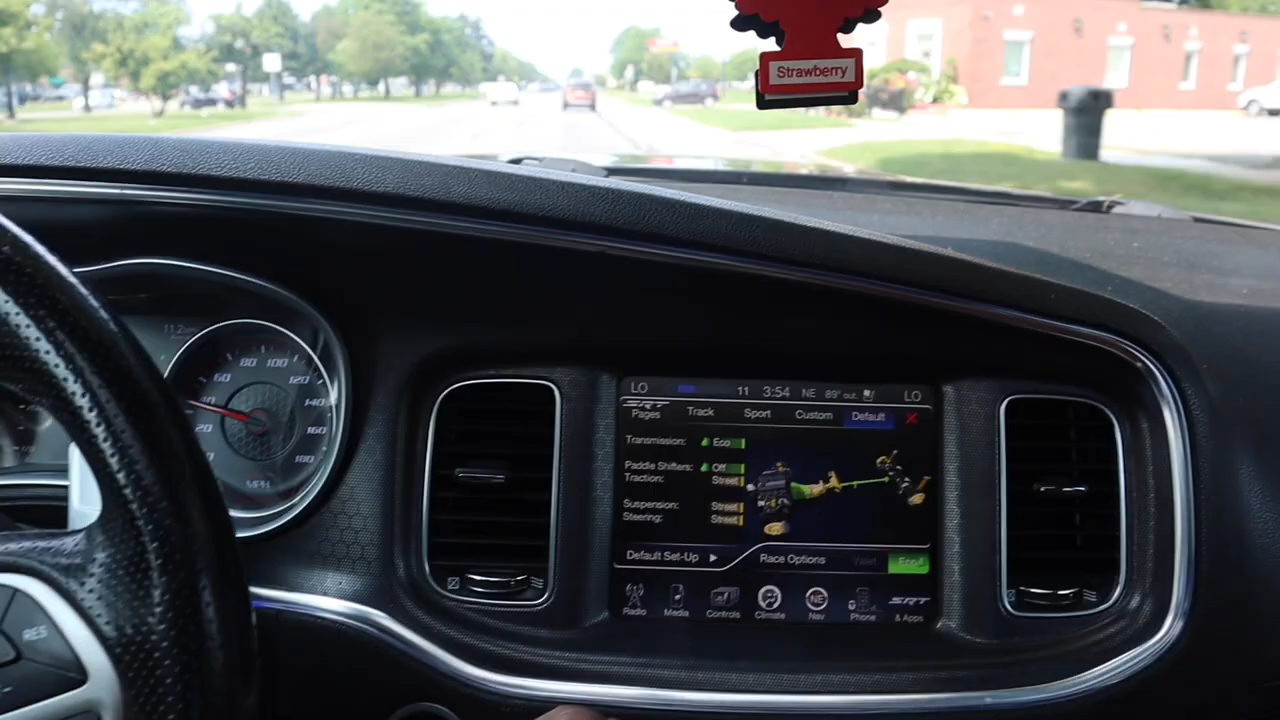 Strawberry
80 100
60 120
140
20 160
180
MPH
RES
LO 11 3:54 NE 89° out. LO
SRT
Pages Track Sport Custom Default X
Transmission: Eco
Paddle Shifters: Off
Traction: Street
Suspension: Street
Steering: Street
Default Set-Up Race Options Valet Eco
Radio Media Controls Climate Nav Phone & Apps
NE SRT